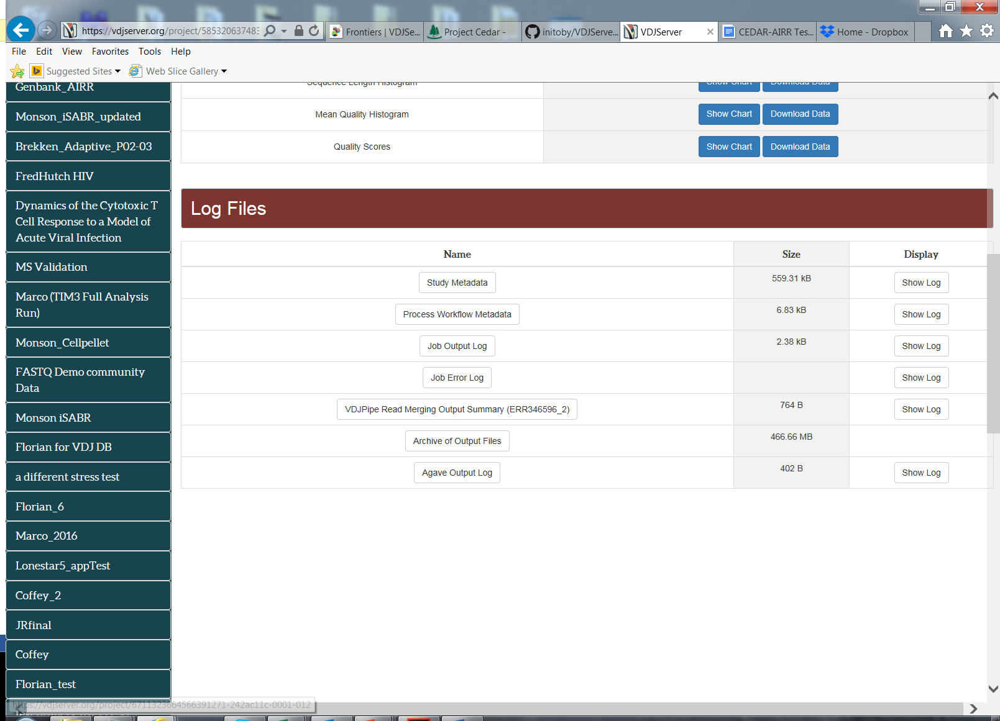 https://vdjserver.org/project/585320637483
Frontiers | VDJSe...
Project Cedar -
initoby/VDJServe...
VDJServer
CEDAR-AIRR Tes...
Home - Dropbox
File Edit View Favorites Tools Help
Suggested Sites
Web Slice Gallery
Genbank_AIRR
Monson_iSABR_updated
Brekken_Adaptive_P02-03
FredHutch HIV
Dynamics of the Cytotoxic T
Cell Response to a Model of
Acute Viral Infection
MS Validation
Marco (TIM3 Full Analysis
Run)
Monson_Cellpellet
FASTQ Demo community
Data
Monson iSABR
Florian for VDJ DB
a different stress test
Florian_6
Marco_2016
Lonestar5_appTest
Coffey_2
JRfinal
Coffey
Florian_test
Sequence Length Histogram Show Chart Download Data
Mean Quality Histogram Show Chart Download Data
Quality Scores Show Chart Download Data
Log Files
Name Size Display
Study Metadata 559.31 kB Show Log
Process Workflow Metadata 6.83 kB Show Log
Job Output Log 2.38 kB Show Log
Job Error Log Show Log
VDJPipe Read Merging Output Summary (ERR346596_2) 764 B Show Log
Archive of Output Files 466.66 MB
Agave Output Log 402 B Show Log
https://vdjserver.org/project/6711323664566391271-242ac11c-0001-012